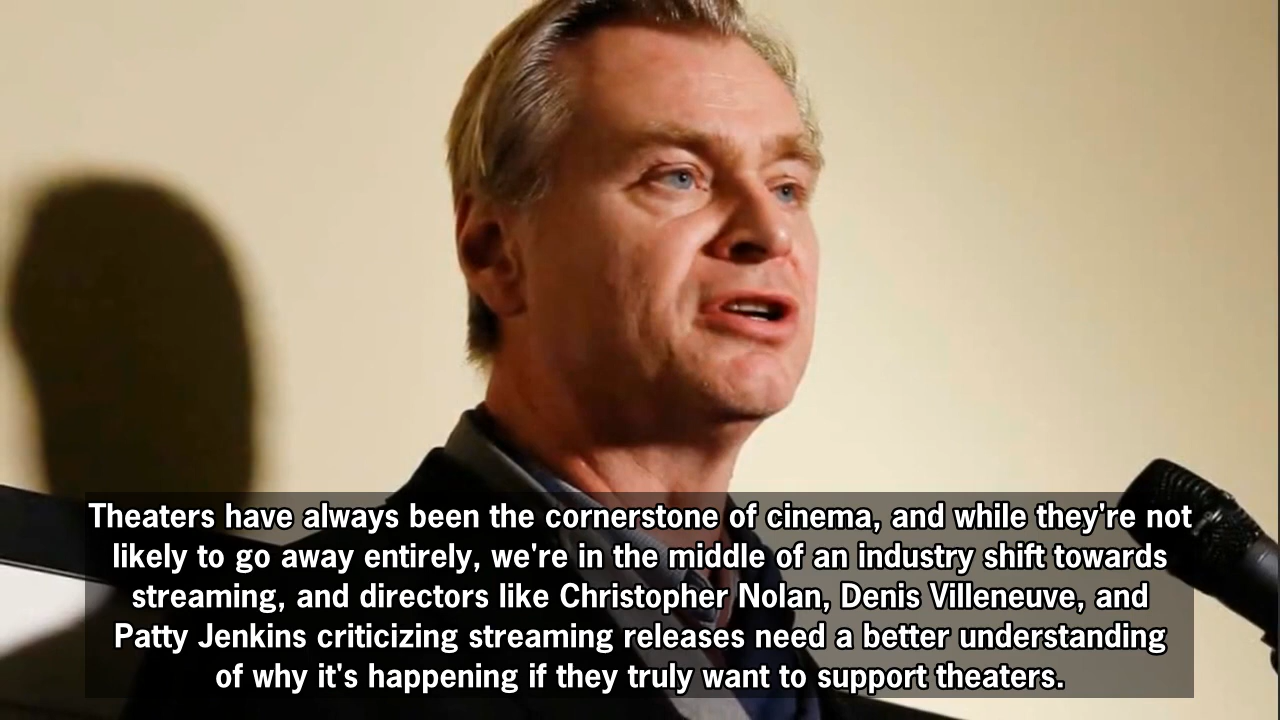 Theaters have always been the cornerstone of cinema, and while they're not
likely to go away entirely, we're in the middle of an industry shift towards
streaming, and directors like Christopher Nolan, Denis Villeneuve, and
Patty Jenkins criticizing streaming releases need a better understanding
of why it's happening if they truly want to support theaters.